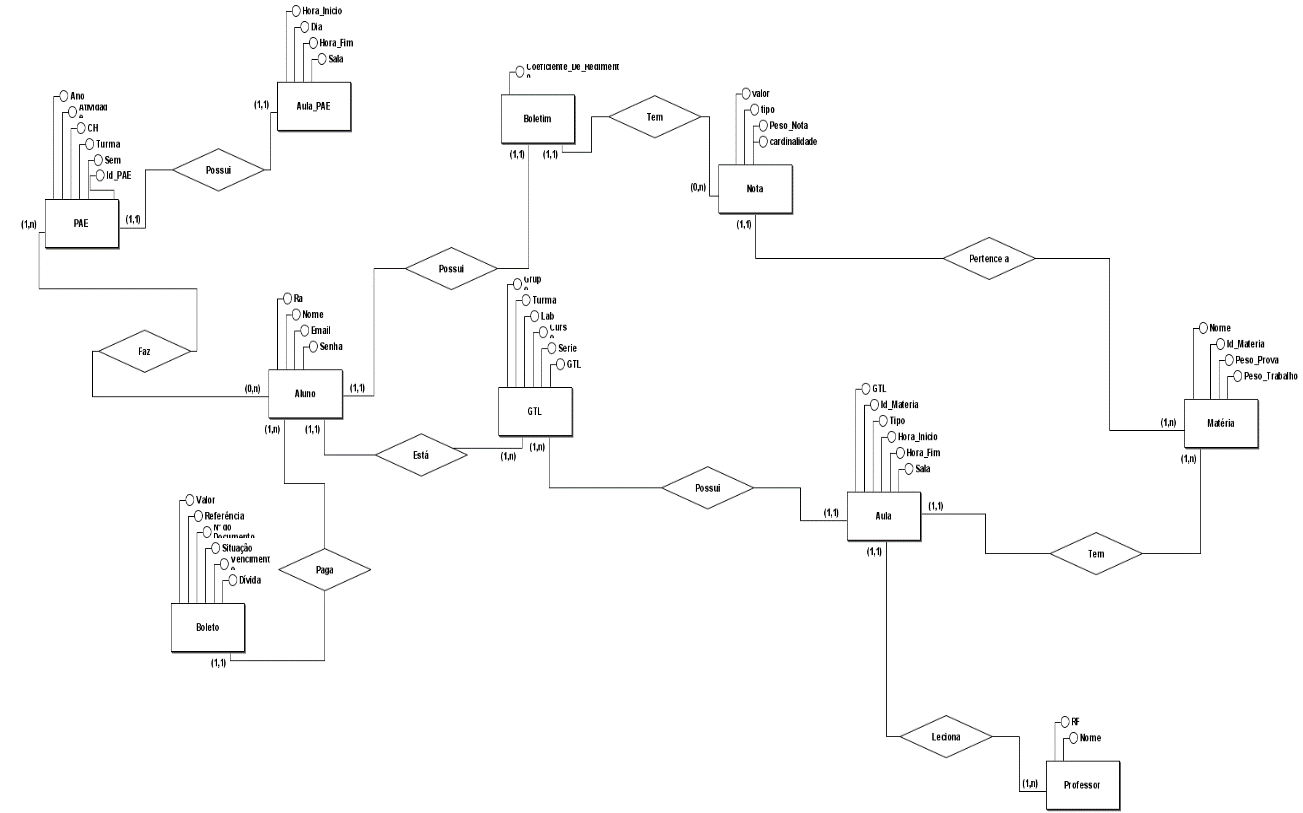 Hora_Inicio
Dia
Hora_Fim
Sala
Aula_PAE
(1,1)
Ano
CH
Turma
Sem
Id_PAE
PAE
(1,n)
(1,1)
Possui
Boletim
(1,1)
(1,1)
Tem
valor
tipo
Peso_Nota
cardinalidade
Nota
(0,n)
(1,1)
Pertence a
Possui
Faz
Ra
Nome
Email
Senha
Aluno
(0,n)
(1,1)
(1,n)
(1,1)
Turma
Lab
Serie
GTL
GTL
(1,n)
(1,n)
Está
Nome
Id_Materia
Peso_Prova
Peso_Trabalho
Matéria
(1,n)
(1,n)
GTL
Id_Materia
Tipo
Hora_Inicio
Hora_Fim
Sala
Aula
(1,1)
(1,1)
(1,1)
Possui
Tem
Valor
Referência
Situação
Dívida
Boleto
(1,1)
Paga
Leciona
RF
Nome
Professor
(1,n)